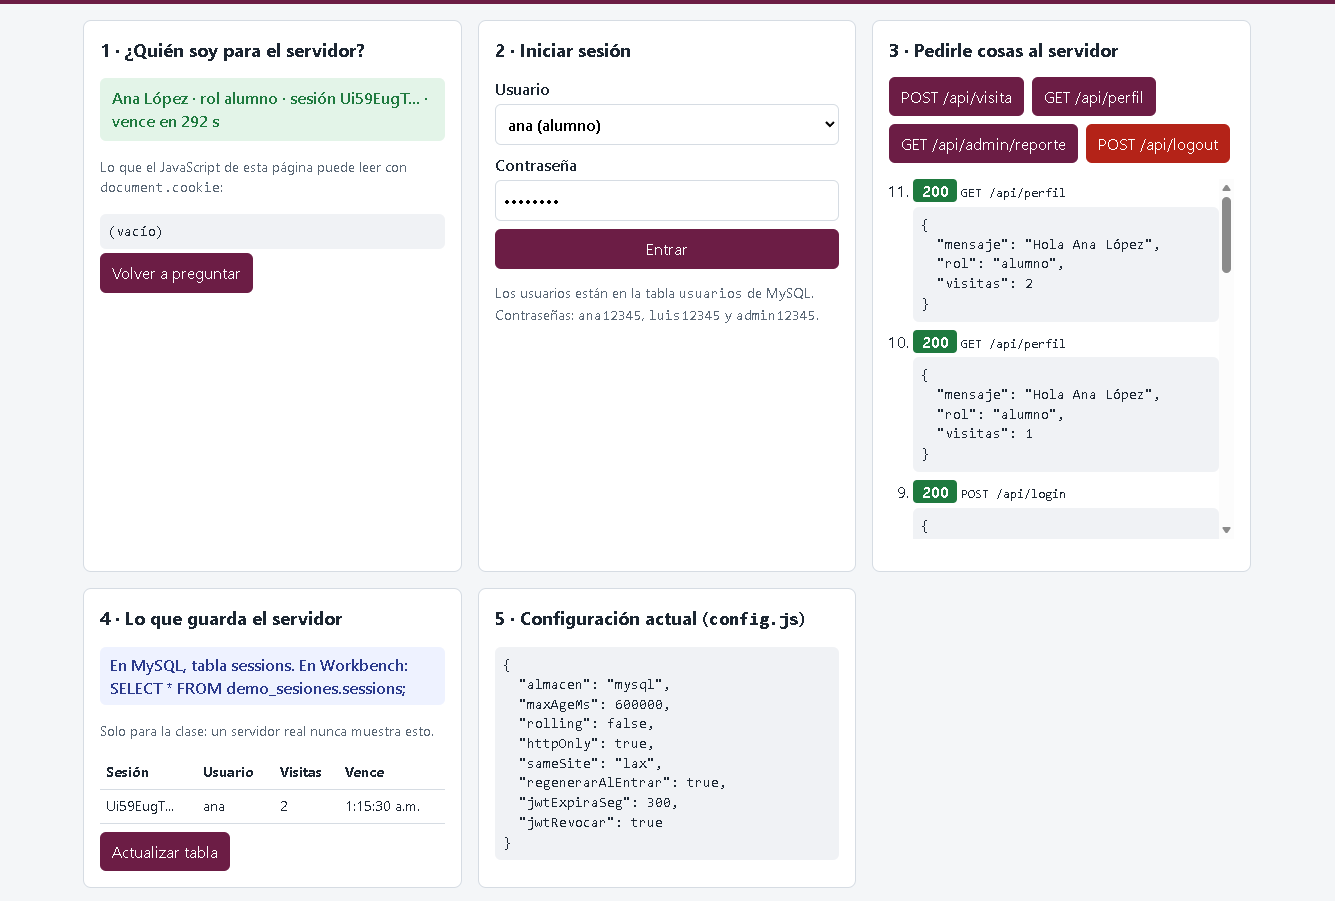 1 · ¿Quién soy para el servidor?
Ana López · rol alumno · sesión Ui59EugT... ·
vence en 292 s
Lo que el JavaScript de esta página puede leer con
document.cookie:
(vacío)
Volver a preguntar
2 · Iniciar sesión
Usuario
ana (alumno)
Contraseña
••••••••
Entrar
Los usuarios están en la tabla usuarios de MySQL.
Contraseñas: ana12345, luis12345 y admin12345.
3 · Pedirle cosas al servidor
POST /api/visita
GET /api/perfil
GET /api/admin/reporte
POST /api/logout
11. 200 GET /api/perfil
{
"mensaje": "Hola Ana López",
"rol": "alumno",
"visitas": 2
}
10. 200 GET /api/perfil
{
"mensaje": "Hola Ana López",
"rol": "alumno",
"visitas": 1
}
9. 200 POST /api/login
{
4 · Lo que guarda el servidor
En MySQL, tabla sessions. En Workbench:
SELECT * FROM demo_sesiones.sessions;
Solo para la clase: un servidor real nunca muestra esto.
Sesión Usuario Visitas Vence
Ui59EugT... ana 2 1:15:30 a.m.
Actualizar tabla
5 · Configuración actual (config.js)
{
"almacen": "mysql",
"maxAgeMs": 600000,
"rolling": false,
"httpOnly": true,
"sameSite": "lax",
"regenerarAlEntrar": true,
"jwtExpiraSeg": 300,
"jwtRevocar": true
}